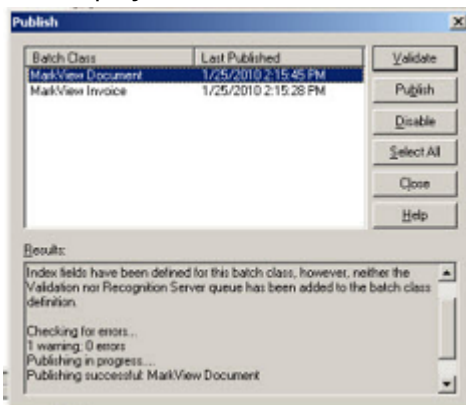 Publish
Batch Class Last Published
MarkView Document 1/25/2010 2:15:45 PM
MarkView Invoice 1/25/2010 2:15:28 PM
Validate
Publish
Disable
Select All
Close
Help
Results:
Index fields have been defined for this batch class, however, neither the
Validation nor Recognition Server queue has been added to the batch class
definition.
Checking for errors...
1 warning; 0 errors
Publishing in progress....
Publishing successful: MarkView Document